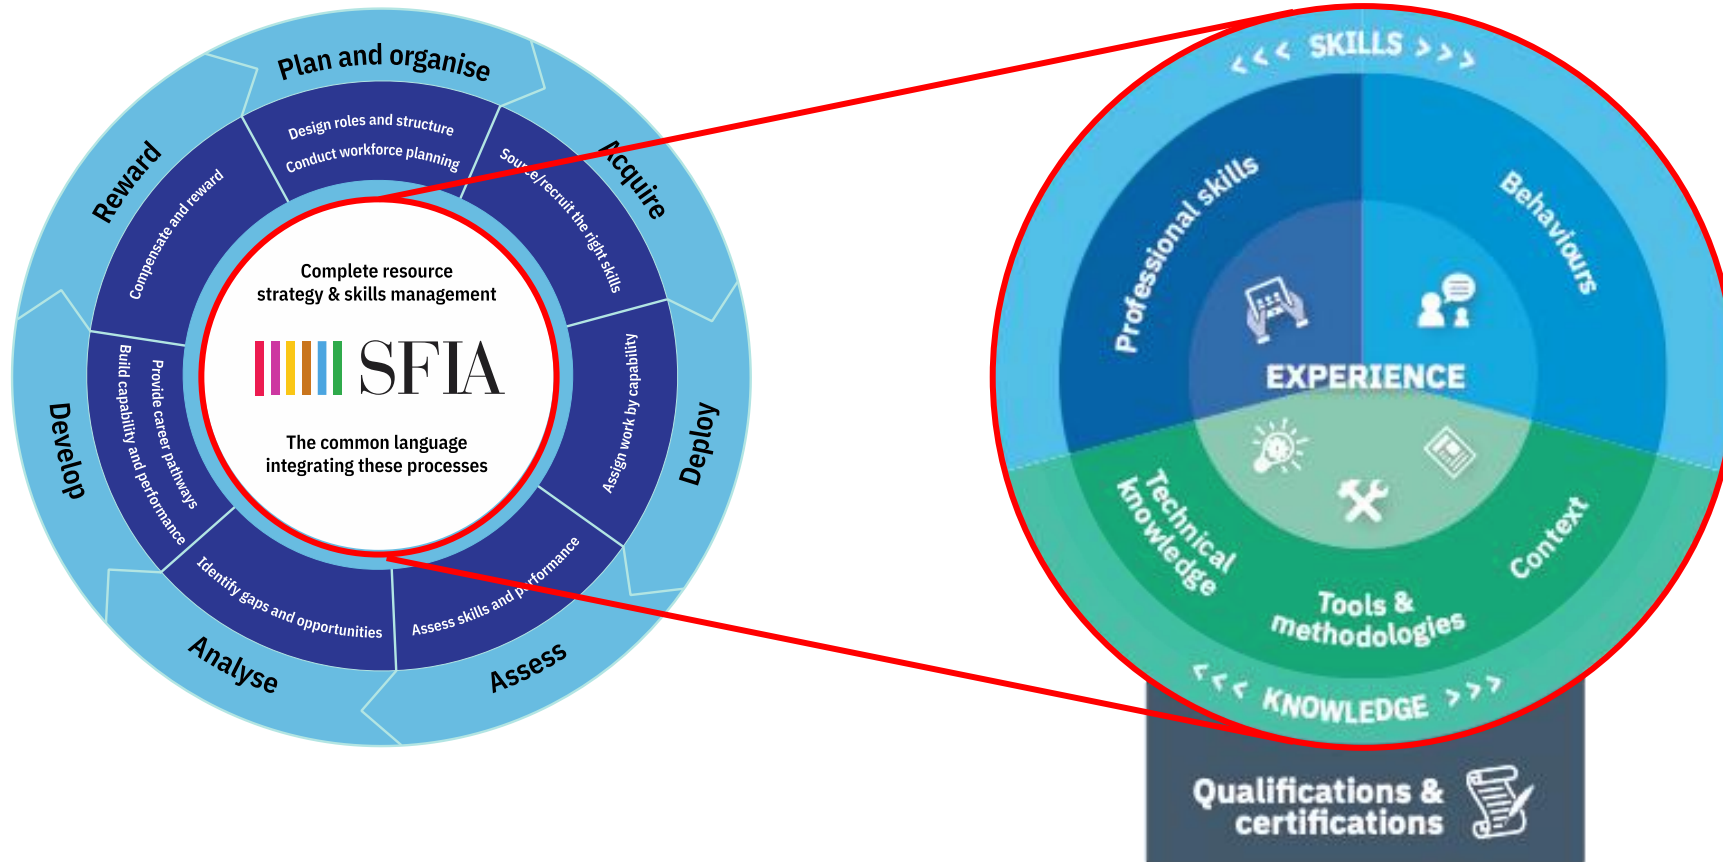 Plan and organise
Design roles and structure
Conduct workforce planning
Acquire
Source/recruit the right skills
Deploy
Assign work by capability
Assess
Assess skills and performance
Analyse
Identify gaps and opportunities
Develop
Provide career pathways
Build capability and performance
Reward
Compensate and reward
Complete resource
strategy & skills management
SFIA
The common language
integrating these processes
<<< SKILLS >>>
Professional skills
Behaviours
EXPERIENCE
Technical
knowledge
Tools &
methodologies
Context
<<< KNOWLEDGE >>>
Qualifications &
certifications